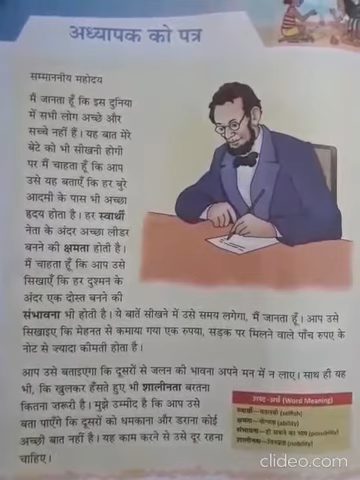 अध्यापक को पत्र
सम्माननीय महोदय
मैं जानता हूँ कि इस दुनिया
में सभी लोग अच्छे और
सच्चे नहीं हैं। यह बात मेरे
बेटे को भी सीखनी होगी
पर मैं चाहता हूँ कि आप
उसे यह बताएँ कि हर बुरे
आदमी के पास भी अच्छा
हृदय होता है। हर स्वार्थी
नेता के अंदर अच्छा लीडर
बनने की क्षमता होती है।
मैं चाहता हूँ कि आप उसे
सिखाएँ कि हर दुश्मन के
अंदर एक दोस्त बनने की
संभावना भी होती है। ये बातें सीखने में उसे समय लगेगा, मैं जानता हूँ। आप उसे
सिखाइए कि मेहनत से कमाया गया एक रुपया, सड़क पर मिलने वाले पाँच रुपए के
नोट से ज्यादा कीमती होता है।
आप उसे बताइएगा कि दूसरों से जलन की भावना अपने मन में न लाए। साथ ही यह
भी, कि खुलकर हँसते हुए भी शालीनता बरतना
कितना जरूरी है। मुझे उम्मीद है कि आप उसे
बता पाएँगे कि दूसरों को धमकाना और डराना कोई
अच्छी बात नहीं है। यह काम करने से उसे दूर रहना
चाहिए।
शब्द-अर्थ (Word Meaning)
स्वार्थी—मतलबी (selfish)
क्षमता—योग्यता (ability)
संभावना—हो सकने का भाव (possibility)
शालीनता—विनम्रता (nobility)
clideo.com